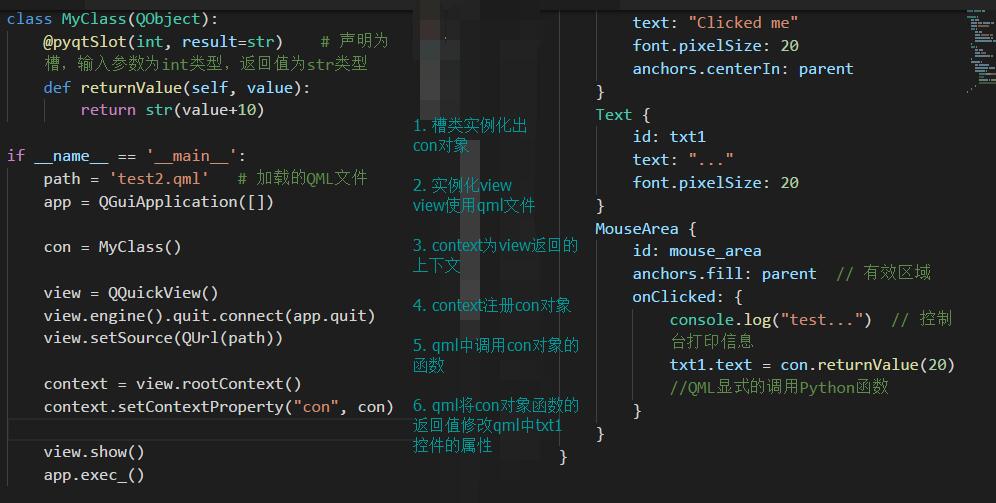 class MyClass(QObject):
@pyqtSlot(int, result=str)    # 声明为
槽，输入参数为int类型，返回值为str类型
def returnValue(self, value):
return str(value+10)
if __name__ == '__main__':
path = 'test2.qml'   # 加载的QML文件
app = QGuiApplication([])
con = MyClass()
view = QQuickView()
view.engine().quit.connect(app.quit)
view.setSource(QUrl(path))
context = view.rootContext()
context.setContextProperty("con", con)
view.show()
app.exec_()
1. 槽类实例化出
con对象
2. 实例化view
view使用qml文件
3. context为view返回的
上下文
4. context注册con对象
5. qml中调用con对象的
函数
6. qml将con对象函数的
返回值修改qml中txt1
控件的属性
text: "Clicked me"
font.pixelSize: 20
anchors.centerIn: parent
}
Text {
id: txt1
text: "..."
font.pixelSize: 20
}
MouseArea {
id: mouse_area
anchors.fill: parent  // 有效区域
onClicked: {
console.log("test...")  // 控制
台打印信息
txt1.text = con.returnValue(20)
//QML显式的调用Python函数
}
}
}